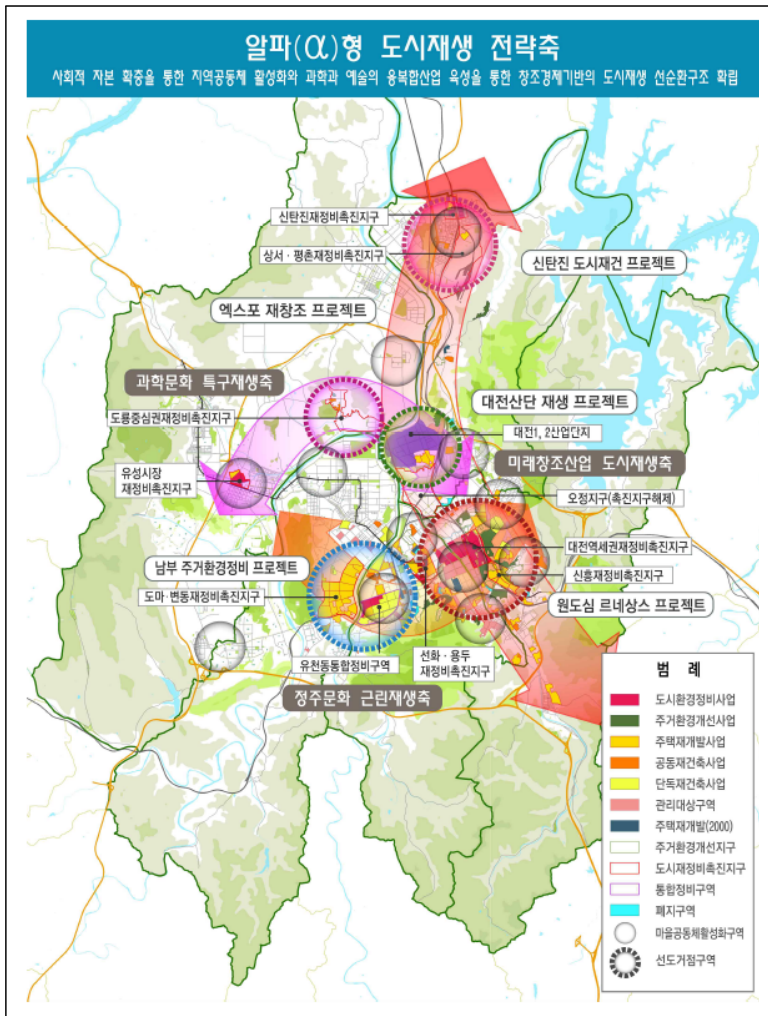 알파(α)형 도시재생 전략축
사회적 자본 확충을 통한 지역공동체 활성화와 과학과 예술의 융복합산업 육성을 통한 창조경제기반의 도시재생 선순환구조 확립
신탄진재정비촉진지구
상서·평촌재정비촉진지구
신탄진 도시재건 프로젝트
엑스포 재창조 프로젝트
과학문화 특구재생축
대전산단 재생 프로젝트
도룡중심권재정비촉진지구
대전1, 2산업단지
미래창조산업 도시재생축
유성시장
재정비촉진지구
오정지구(촉진지구해제)
대전역세권재정비촉진지구
남부 주거환경정비 프로젝트
신흥재정비촉진지구
도마·변동재정비촉진지구
원도심 르네상스 프로젝트
유천동통합정비구역
선화·용두
재정비촉진지구
정주문화 근린재생축
범 례
도시환경정비사업
주거환경개선사업
주택재개발사업
공동재건축사업
단독재건축사업
관리대상구역
주택재개발(2000)
주거환경개선지구
도시재정비촉진지구
통합정비구역
폐지구역
마을공동체활성화구역
선도거점구역